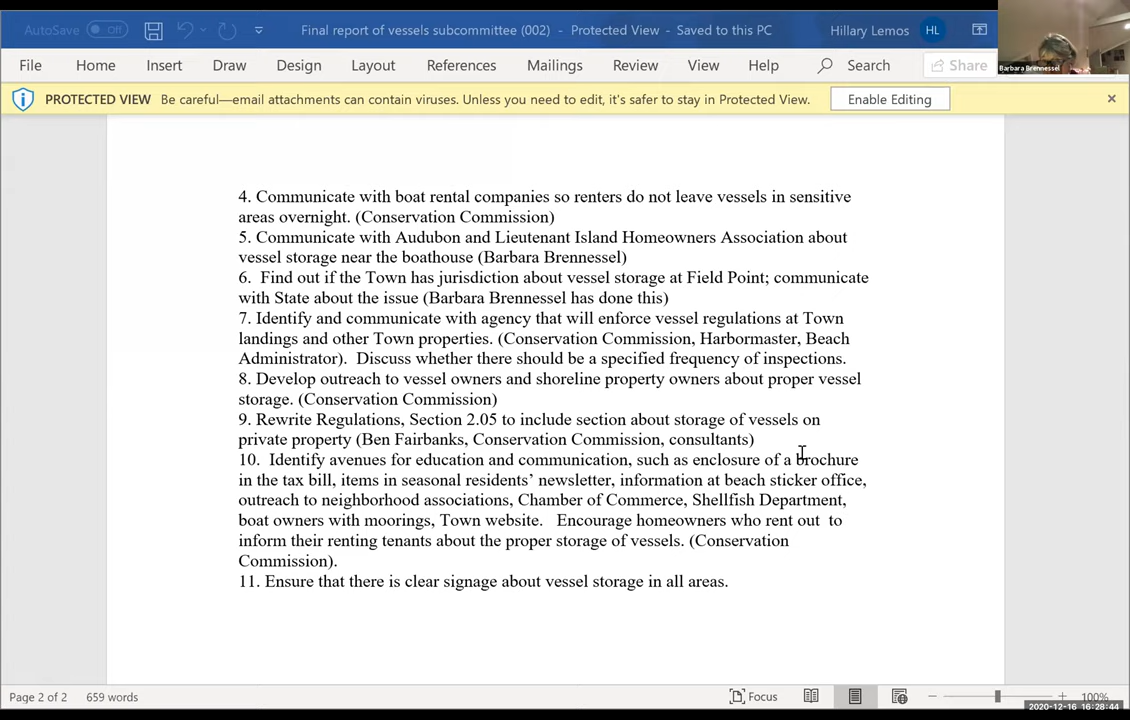 AutoSave Off Final report of vessels subcommittee (002) - Protected View - Saved to this PC Hillary Lemos HL
Barbara Brennessel
File Home Insert Draw Design Layout References Mailings Review View Help Search Share
PROTECTED VIEW Be careful—email attachments can contain viruses. Unless you need to edit, it's safer to stay in Protected View. Enable Editing
4. Communicate with boat rental companies so renters do not leave vessels in sensitive
areas overnight. (Conservation Commission)
5. Communicate with Audubon and Lieutenant Island Homeowners Association about
vessel storage near the boathouse (Barbara Brennessel)
6. Find out if the Town has jurisdiction about vessel storage at Field Point; communicate
with State about the issue (Barbara Brennessel has done this)
7. Identify and communicate with agency that will enforce vessel regulations at Town
landings and other Town properties. (Conservation Commission, Harbormaster, Beach
Administrator). Discuss whether there should be a specified frequency of inspections.
8. Develop outreach to vessel owners and shoreline property owners about proper vessel
storage. (Conservation Commission)
9. Rewrite Regulations, Section 2.05 to include section about storage of vessels on
private property (Ben Fairbanks, Conservation Commission, consultants)
10. Identify avenues for education and communication, such as enclosure of a brochure
in the tax bill, items in seasonal residents' newsletter, information at beach sticker office,
outreach to neighborhood associations, Chamber of Commerce, Shellfish Department,
boat owners with moorings, Town website. Encourage homeowners who rent out to
inform their renting tenants about the proper storage of vessels. (Conservation
Commission).
11. Ensure that there is clear signage about vessel storage in all areas.
Page 2 of 2 659 words Focus 100%
2020-12-16 16:28:44